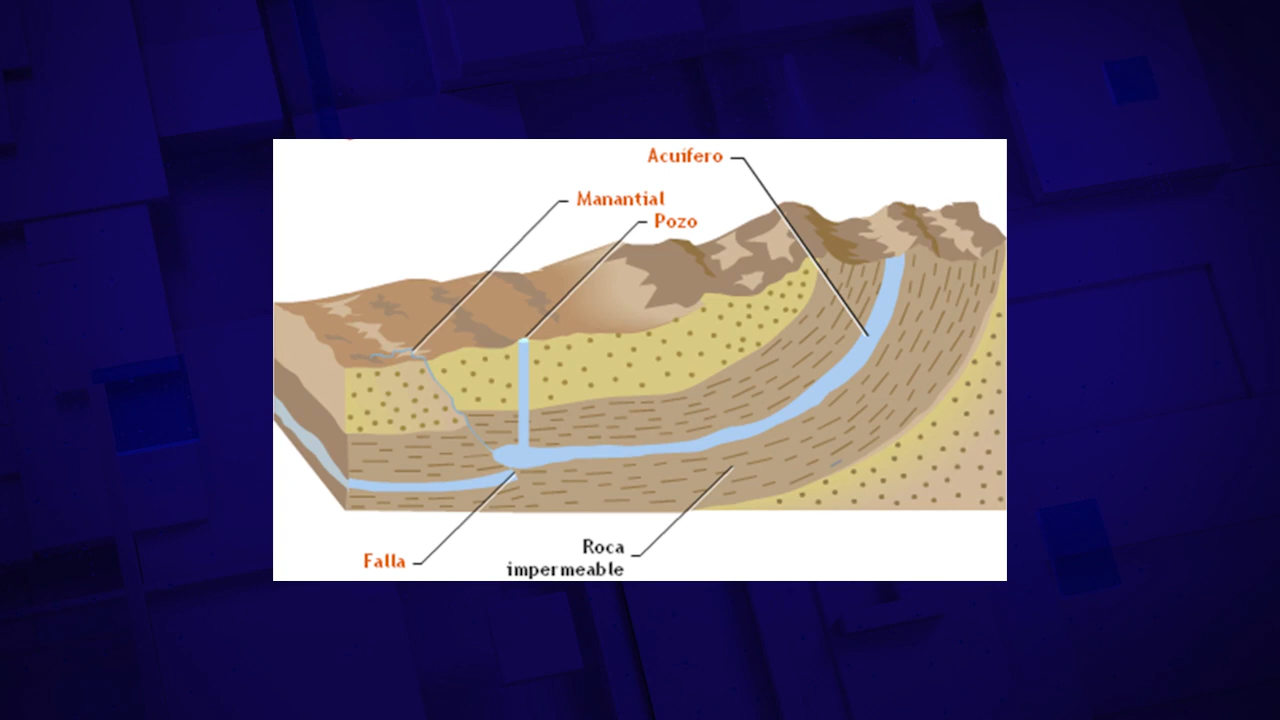 Acuífero
Manantial
Pozo
Falla
Roca
impermeable